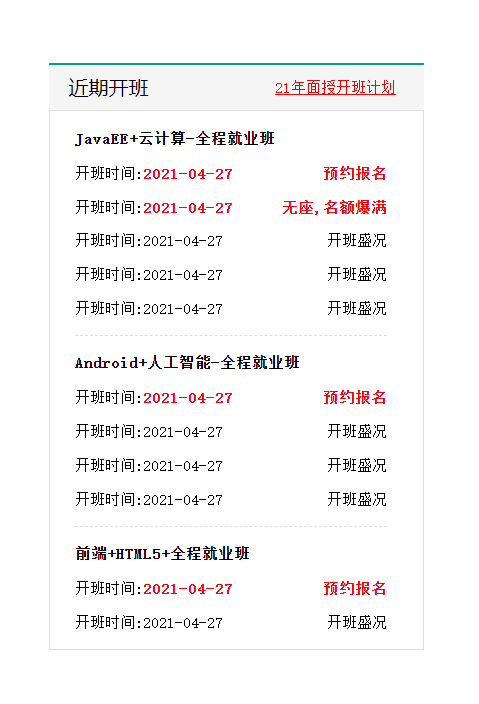 近期开班 21年面授开班计划
JavaEE+云计算-全程就业班
开班时间:2021-04-27 预约报名
开班时间:2021-04-27 无座,名额爆满
开班时间:2021-04-27 开班盛况
开班时间:2021-04-27 开班盛况
开班时间:2021-04-27 开班盛况
Android+人工智能-全程就业班
开班时间:2021-04-27 预约报名
开班时间:2021-04-27 开班盛况
开班时间:2021-04-27 开班盛况
开班时间:2021-04-27 开班盛况
前端+HTML5+全程就业班
开班时间:2021-04-27 预约报名
开班时间:2021-04-27 开班盛况